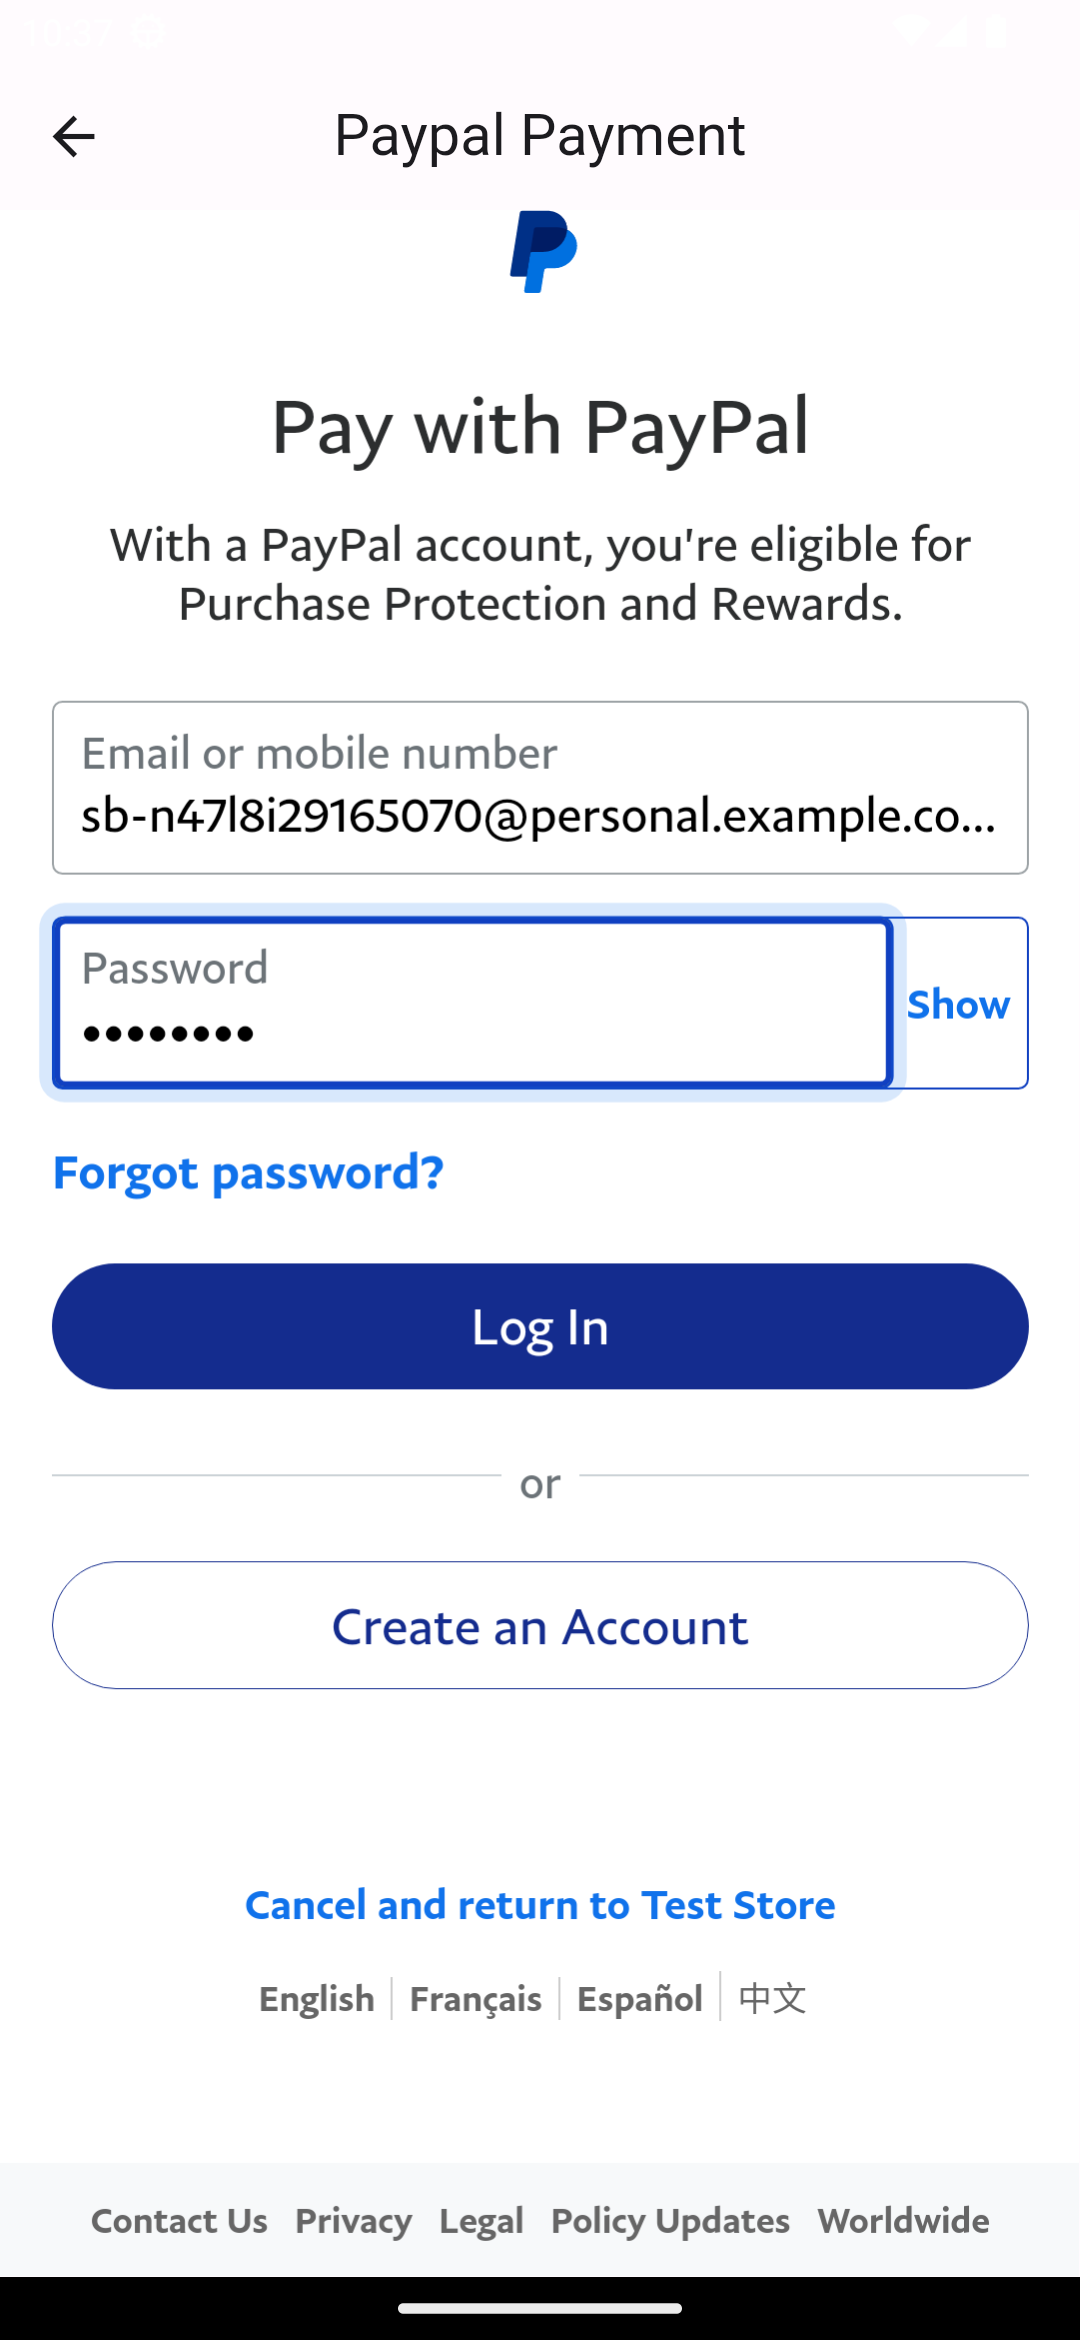 Paypal Payment
Pay with PayPal
With a PayPal account, you're eligible for
Purchase Protection and Rewards.
Email or mobile number
sb-n47l8i29165070@personal.example.co...
Password
••••••••
Show
Forgot password?
Log In
or
Create an Account
Cancel and return to Test Store
English Français Español 中文
Contact Us Privacy Legal Policy Updates Worldwide